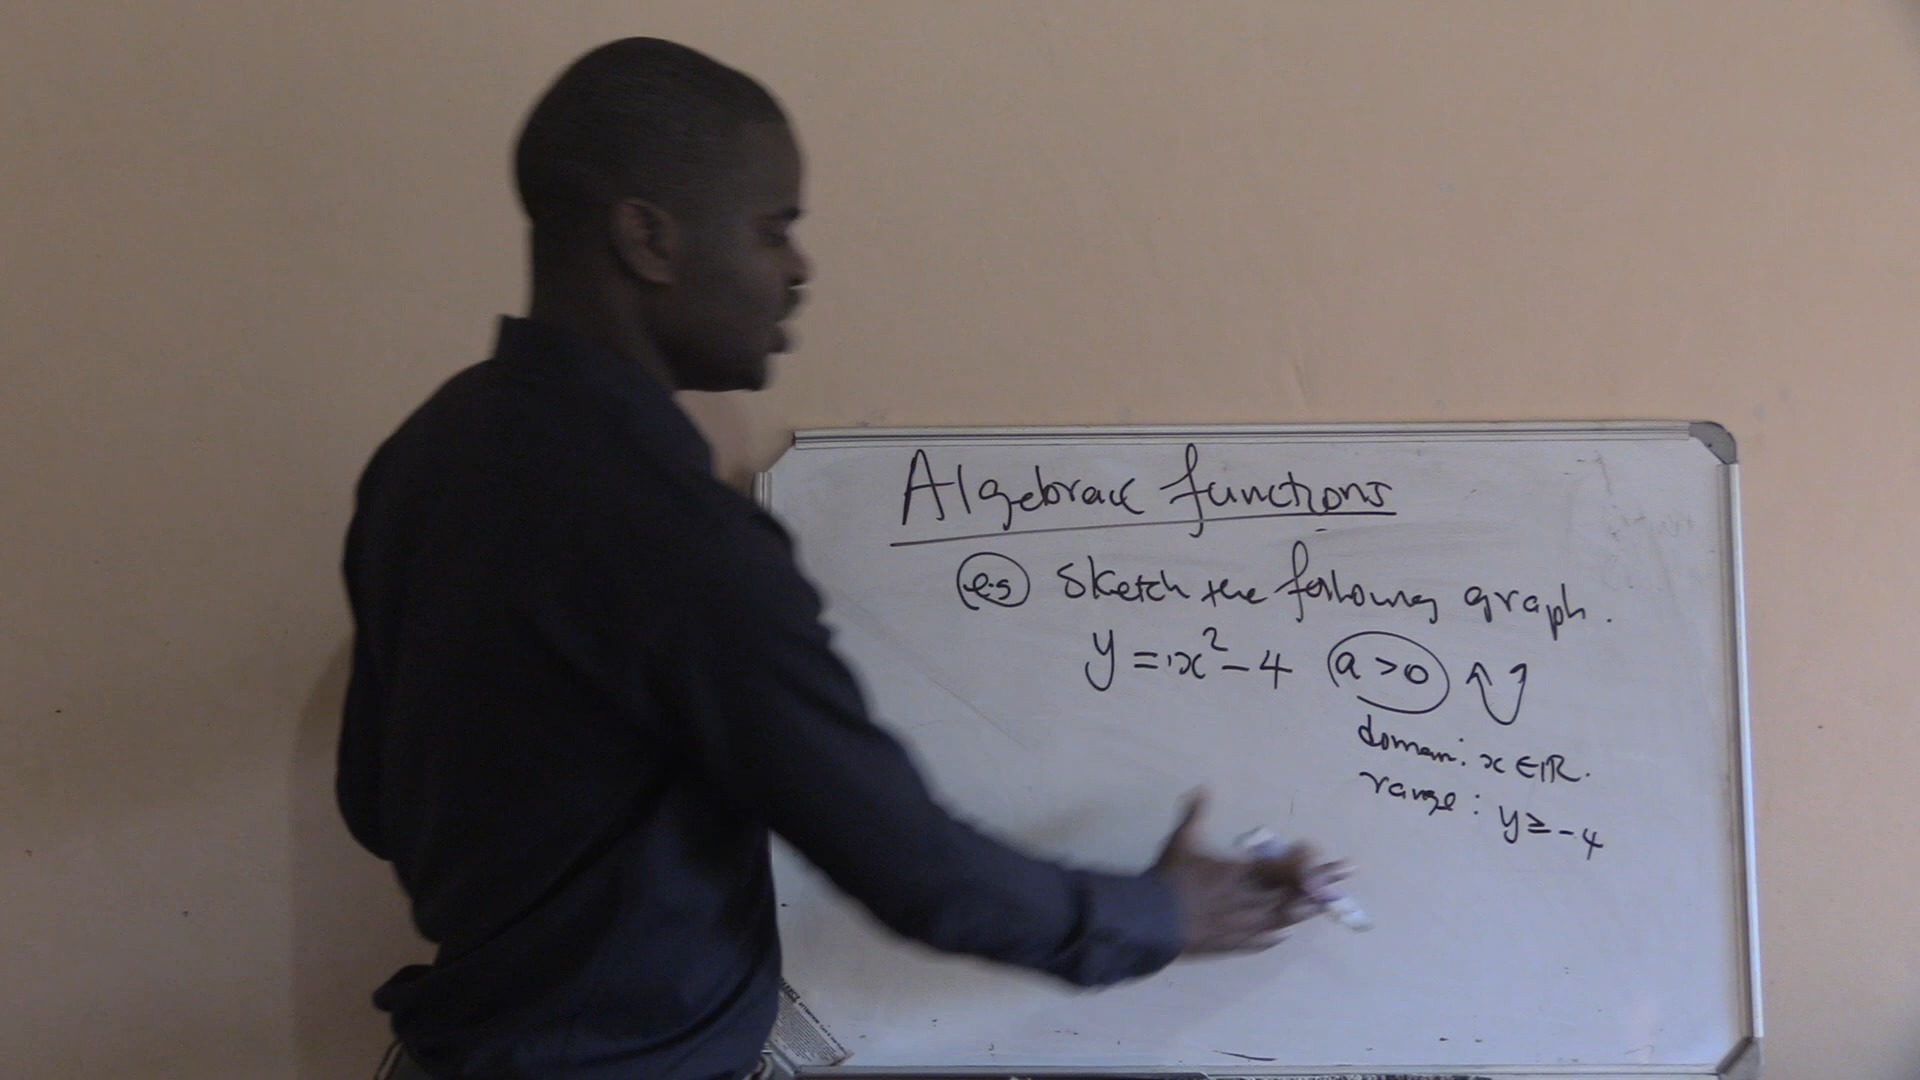 Algebraic functions
e.g sketch the following graph.
y = x² - 4 a > 0
domain: x ∈ ℝ.
range: y ≥ -4